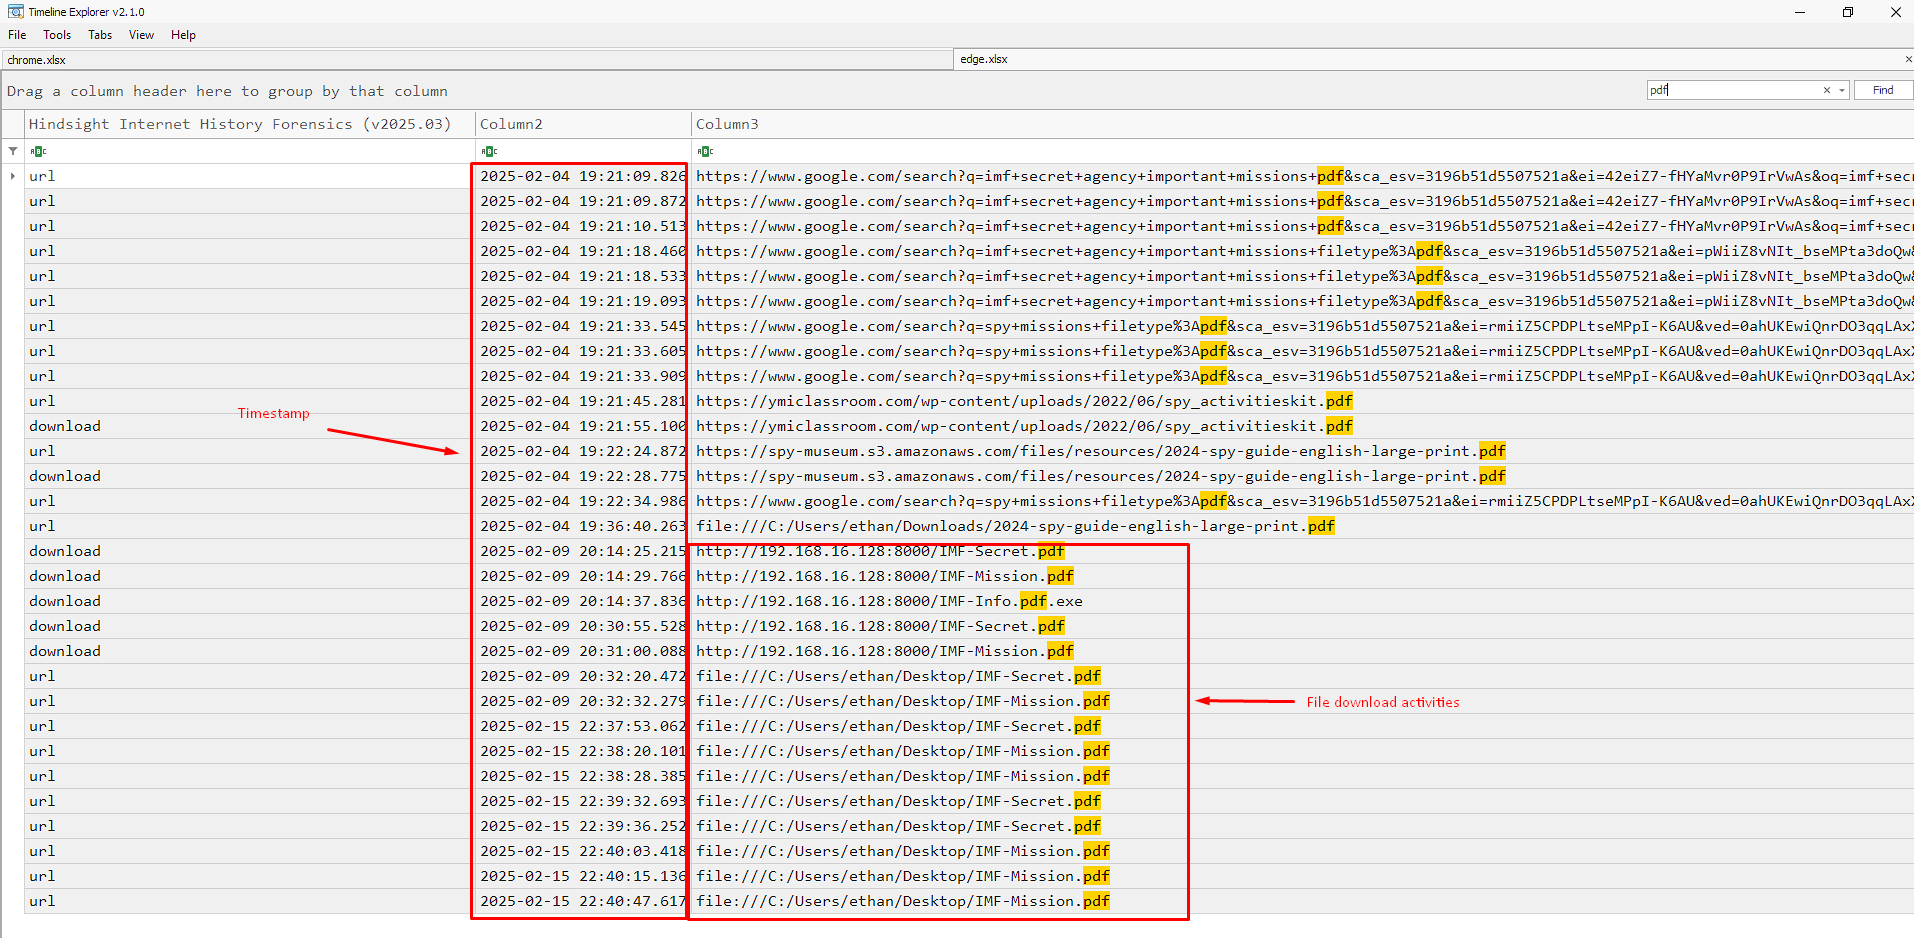 Timeline Explorer v2.1.0
File Tools Tabs View Help
chrome.xlsx
edge.xlsx
Drag a column header here to group by that column
pdf
Find
Hindsight Internet History Forensics (v2025.03) Column2 Column3
url 2025-02-04 19:21:09.826 https://www.google.com/search?q=imf+secret+agency+important+missions+pdf&sca_esv=3196b51d5507521a&ei=42eiZ7-fHYaMvr0P9IrVwAs&oq=imf+secr
url 2025-02-04 19:21:09.872 https://www.google.com/search?q=imf+secret+agency+important+missions+pdf&sca_esv=3196b51d5507521a&ei=42eiZ7-fHYaMvr0P9IrVwAs&oq=imf+secr
url 2025-02-04 19:21:10.513 https://www.google.com/search?q=imf+secret+agency+important+missions+pdf&sca_esv=3196b51d5507521a&ei=42eiZ7-fHYaMvr0P9IrVwAs&oq=imf+secr
url 2025-02-04 19:21:18.460 https://www.google.com/search?q=imf+secret+agency+important+missions+filetype%3Apdf&sca_esv=3196b51d5507521a&ei=pWiiZ8vNIt_bseMPta3doQw&
url 2025-02-04 19:21:18.533 https://www.google.com/search?q=imf+secret+agency+important+missions+filetype%3Apdf&sca_esv=3196b51d5507521a&ei=pWiiZ8vNIt_bseMPta3doQw&
url 2025-02-04 19:21:19.093 https://www.google.com/search?q=imf+secret+agency+important+missions+filetype%3Apdf&sca_esv=3196b51d5507521a&ei=pWiiZ8vNIt_bseMPta3doQw&
url 2025-02-04 19:21:33.545 https://www.google.com/search?q=spy+missions+filetype%3Apdf&sca_esv=3196b51d5507521a&ei=rmiiZ5CPDPLtseMPpI-K6AU&ved=0ahUKEwiQnrDO3qqLAxX
url 2025-02-04 19:21:33.605 https://www.google.com/search?q=spy+missions+filetype%3Apdf&sca_esv=3196b51d5507521a&ei=rmiiZ5CPDPLtseMPpI-K6AU&ved=0ahUKEwiQnrDO3qqLAxX
url 2025-02-04 19:21:33.909 https://www.google.com/search?q=spy+missions+filetype%3Apdf&sca_esv=3196b51d5507521a&ei=rmiiZ5CPDPLtseMPpI-K6AU&ved=0ahUKEwiQnrDO3qqLAxX
url 2025-02-04 19:21:45.281 https://ymiclassroom.com/wp-content/uploads/2022/06/spy_activitieskit.pdf
Timestamp
download 2025-02-04 19:21:55.100 https://ymiclassroom.com/wp-content/uploads/2022/06/spy_activitieskit.pdf
url 2025-02-04 19:22:24.872 https://spy-museum.s3.amazonaws.com/files/resources/2024-spy-guide-english-large-print.pdf
download 2025-02-04 19:22:28.775 https://spy-museum.s3.amazonaws.com/files/resources/2024-spy-guide-english-large-print.pdf
url 2025-02-04 19:22:34.986 https://www.google.com/search?q=spy+missions+filetype%3Apdf&sca_esv=3196b51d5507521a&ei=rmiiZ5CPDPLtseMPpI-K6AU&ved=0ahUKEwiQnrDO3qqLAxX
url 2025-02-04 19:36:40.263 file:///C:/Users/ethan/Downloads/2024-spy-guide-english-large-print.pdf
download 2025-02-09 20:14:25.215 http://192.168.16.128:8000/IMF-Secret.pdf
download 2025-02-09 20:14:29.766 http://192.168.16.128:8000/IMF-Mission.pdf
download 2025-02-09 20:14:37.836 http://192.168.16.128:8000/IMF-Info.pdf.exe
download 2025-02-09 20:30:55.528 http://192.168.16.128:8000/IMF-Secret.pdf
download 2025-02-09 20:31:00.088 http://192.168.16.128:8000/IMF-Mission.pdf
url 2025-02-09 20:32:20.472 file:///C:/Users/ethan/Desktop/IMF-Secret.pdf
url 2025-02-09 20:32:32.279 file:///C:/Users/ethan/Desktop/IMF-Mission.pdf
File download activities
url 2025-02-15 22:37:53.062 file:///C:/Users/ethan/Desktop/IMF-Secret.pdf
url 2025-02-15 22:38:20.101 file:///C:/Users/ethan/Desktop/IMF-Mission.pdf
url 2025-02-15 22:38:28.385 file:///C:/Users/ethan/Desktop/IMF-Mission.pdf
url 2025-02-15 22:39:32.693 file:///C:/Users/ethan/Desktop/IMF-Secret.pdf
url 2025-02-15 22:39:36.252 file:///C:/Users/ethan/Desktop/IMF-Secret.pdf
url 2025-02-15 22:40:03.418 file:///C:/Users/ethan/Desktop/IMF-Mission.pdf
url 2025-02-15 22:40:15.136 file:///C:/Users/ethan/Desktop/IMF-Mission.pdf
url 2025-02-15 22:40:47.617 file:///C:/Users/ethan/Desktop/IMF-Mission.pdf